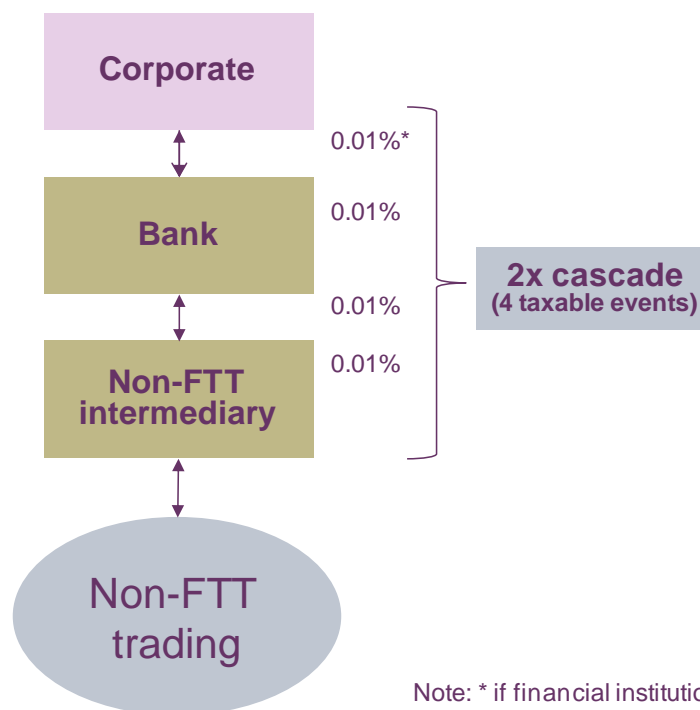 Corporate
0.01%*
Bank
0.01%
2x cascade
(4 taxable events)
0.01%
Non-FTT
intermediary
0.01%
Non-FTT
trading
Note: * if financial institutio